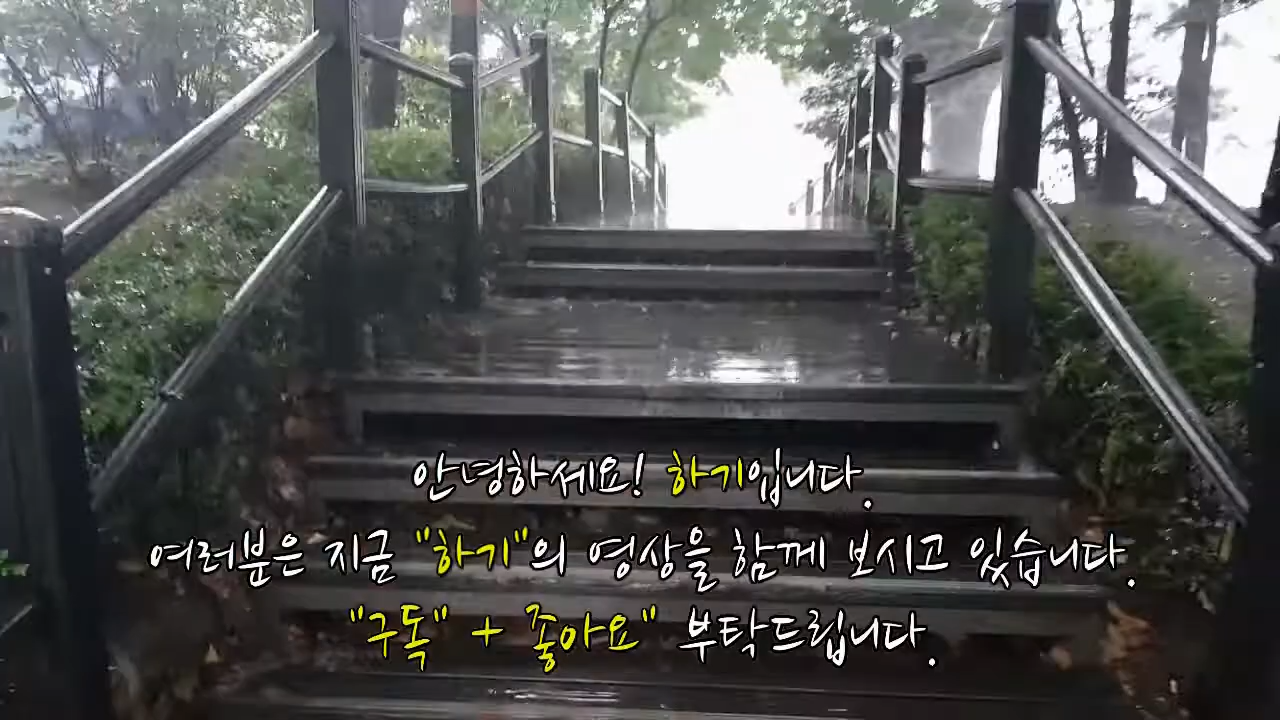 안녕하세요! 하기입니다.
여러분은 지금 "하기"의 영상을 함께 보시고 있습니다.
"구독" + 좋아요" 부탁드립니다.